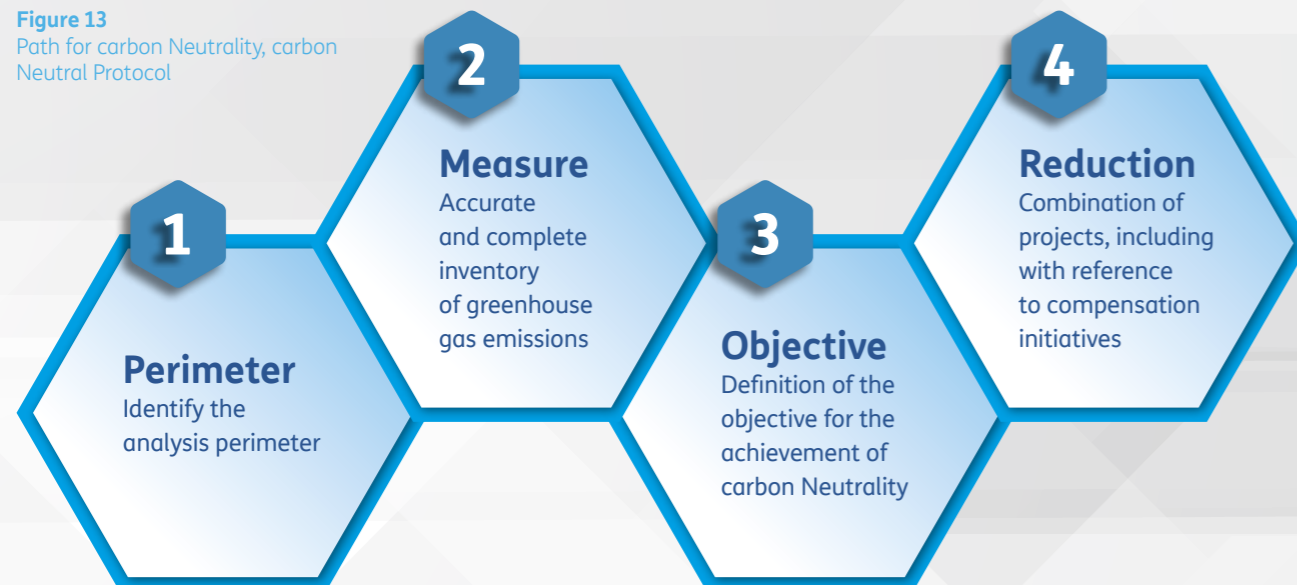 Figure 13
Path for carbon Neutrality, carbon
Neutral Protocol
1
Perimeter
Identify the
analysis perimeter
2
Measure
Accurate
and complete
inventory
of greenhouse
gas emissions
3
Objective
Definition of the
objective for the
achievement of
carbon Neutrality
4
Reduction
Combination of
projects, including
with reference
to compensation
initiatives